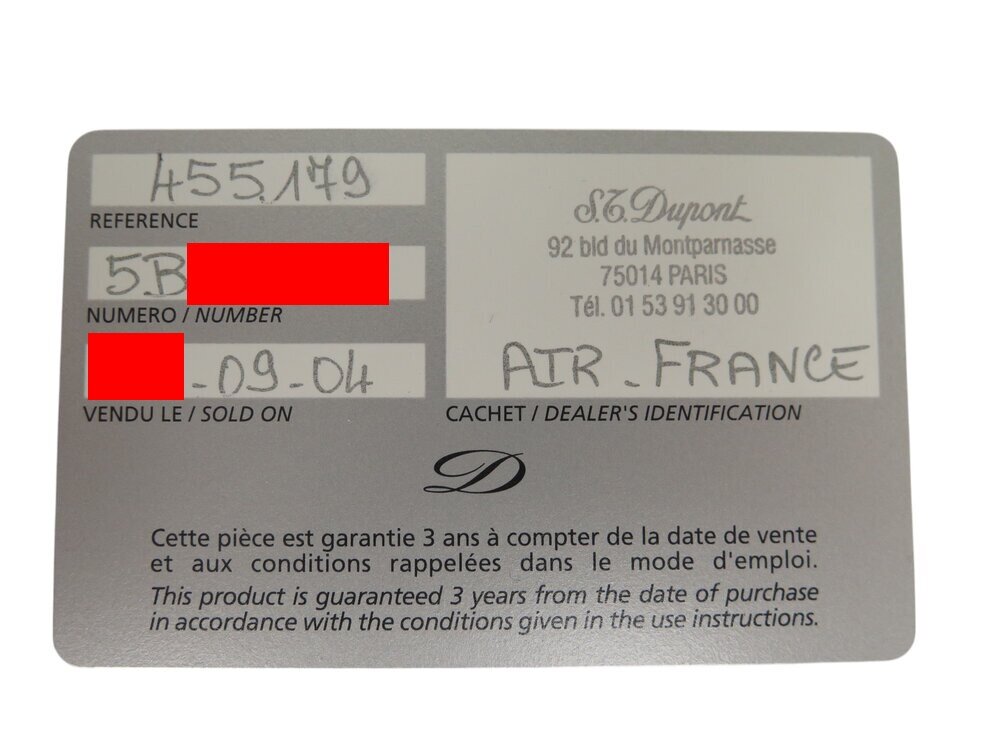 455.179
REFERENCE
5B
NUMERO / NUMBER
-09-04
VENDU LE / SOLD ON
S.T. Dupont
92 bld du Montparnasse
75014 PARIS
Tél. 01 53 91 30 00
AIR - FRANCE
CACHET / DEALER'S IDENTIFICATION
D
Cette pièce est garantie 3 ans à compter de la date de vente
et aux conditions rappelées dans le mode d'emploi.
This product is guaranteed 3 years from the date of purchase
in accordance with the conditions given in the use instructions.